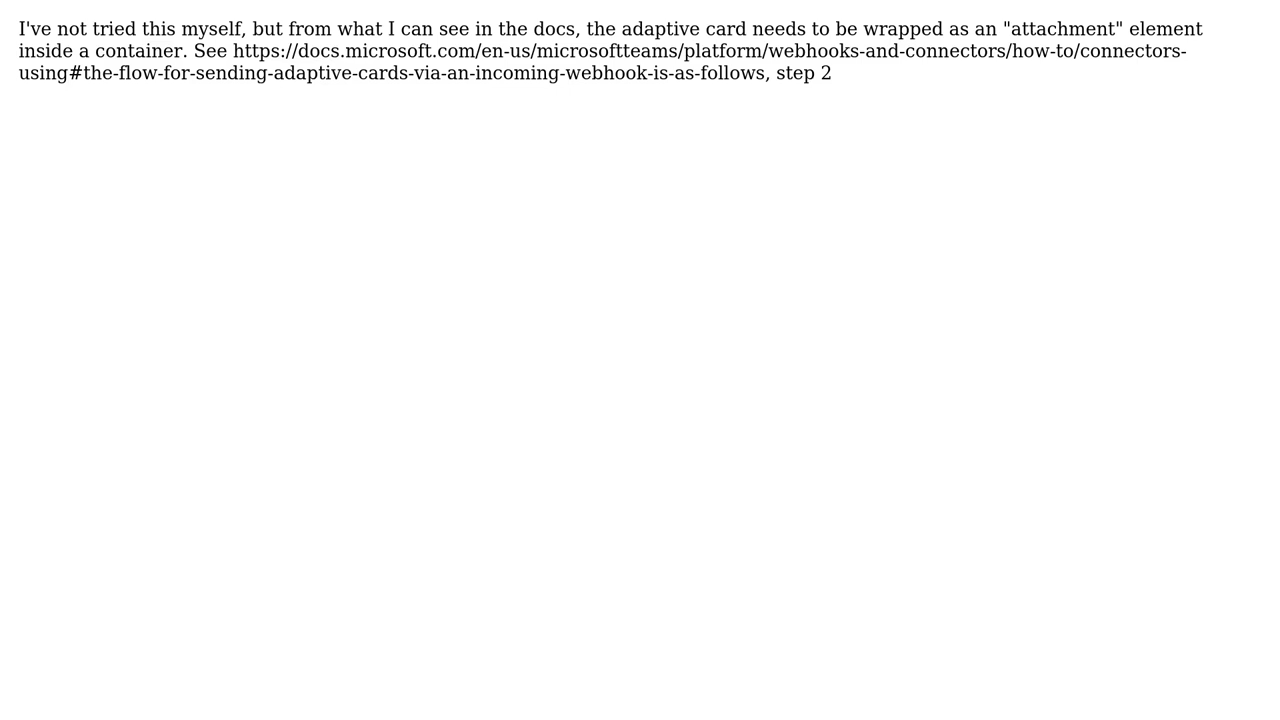 I've not tried this myself, but from what I can see in the docs, the adaptive card needs to be wrapped as an "attachment" element
inside a container. See https://docs.microsoft.com/en-us/microsoftteams/platform/webhooks-and-connectors/how-to/connectors-
using#the-flow-for-sending-adaptive-cards-via-an-incoming-webhook-is-as-follows, step 2